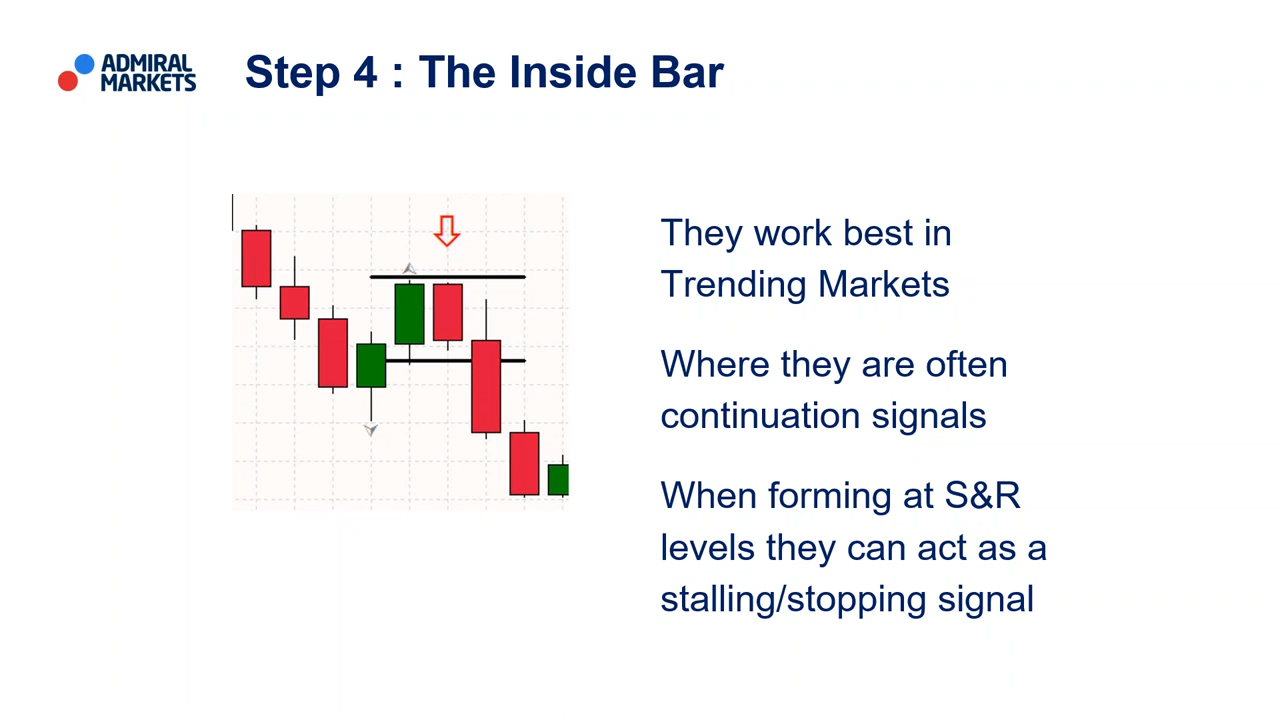 ADMIRAL
MARKETS
Step 4 : The Inside Bar
They work best in
Trending Markets
Where they are often
continuation signals
When forming at S&R
levels they can act as a
stalling/stopping signal